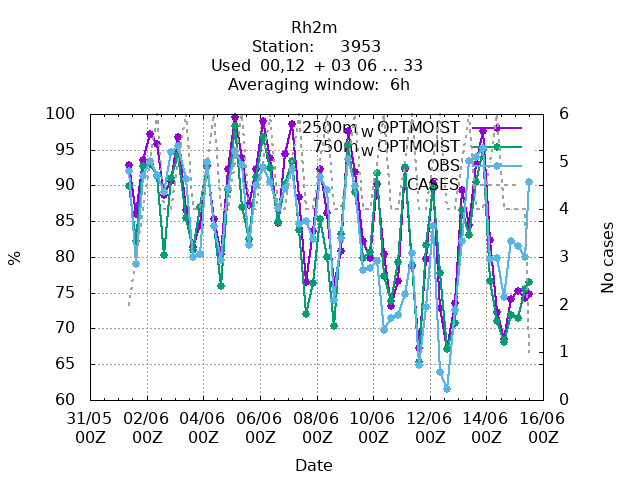 Rh2m
Station: 3953
Used 00,12 + 03 06 ... 33
Averaging window: 6h
100
95
90
85
80
75
70
65
60
%
6
5
4
3
2
1
0
No cases
2500m_w OPTMOIST
750m_w OPTMOIST
OBS
CASES
31/05 02/06 04/06 06/06 08/06 10/06 12/06 14/06 16/06
00Z 00Z 00Z 00Z 00Z 00Z 00Z 00Z 00Z
Date